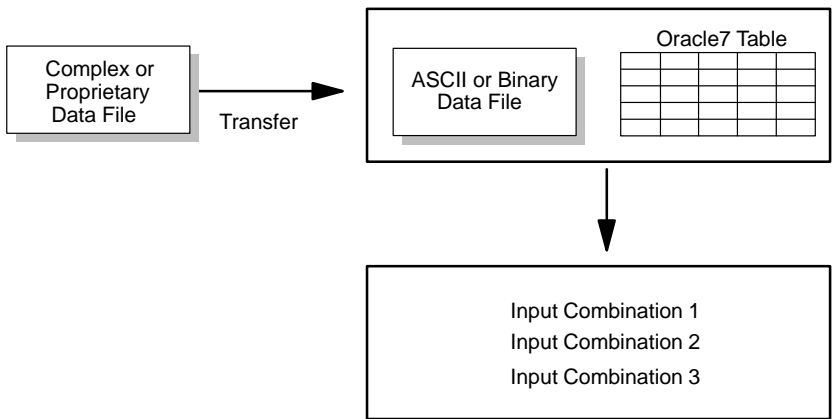 Complex or
Proprietary
Data File
Transfer
ASCII or Binary
Data File
Oracle7 Table
Input Combination 1
Input Combination 2
Input Combination 3